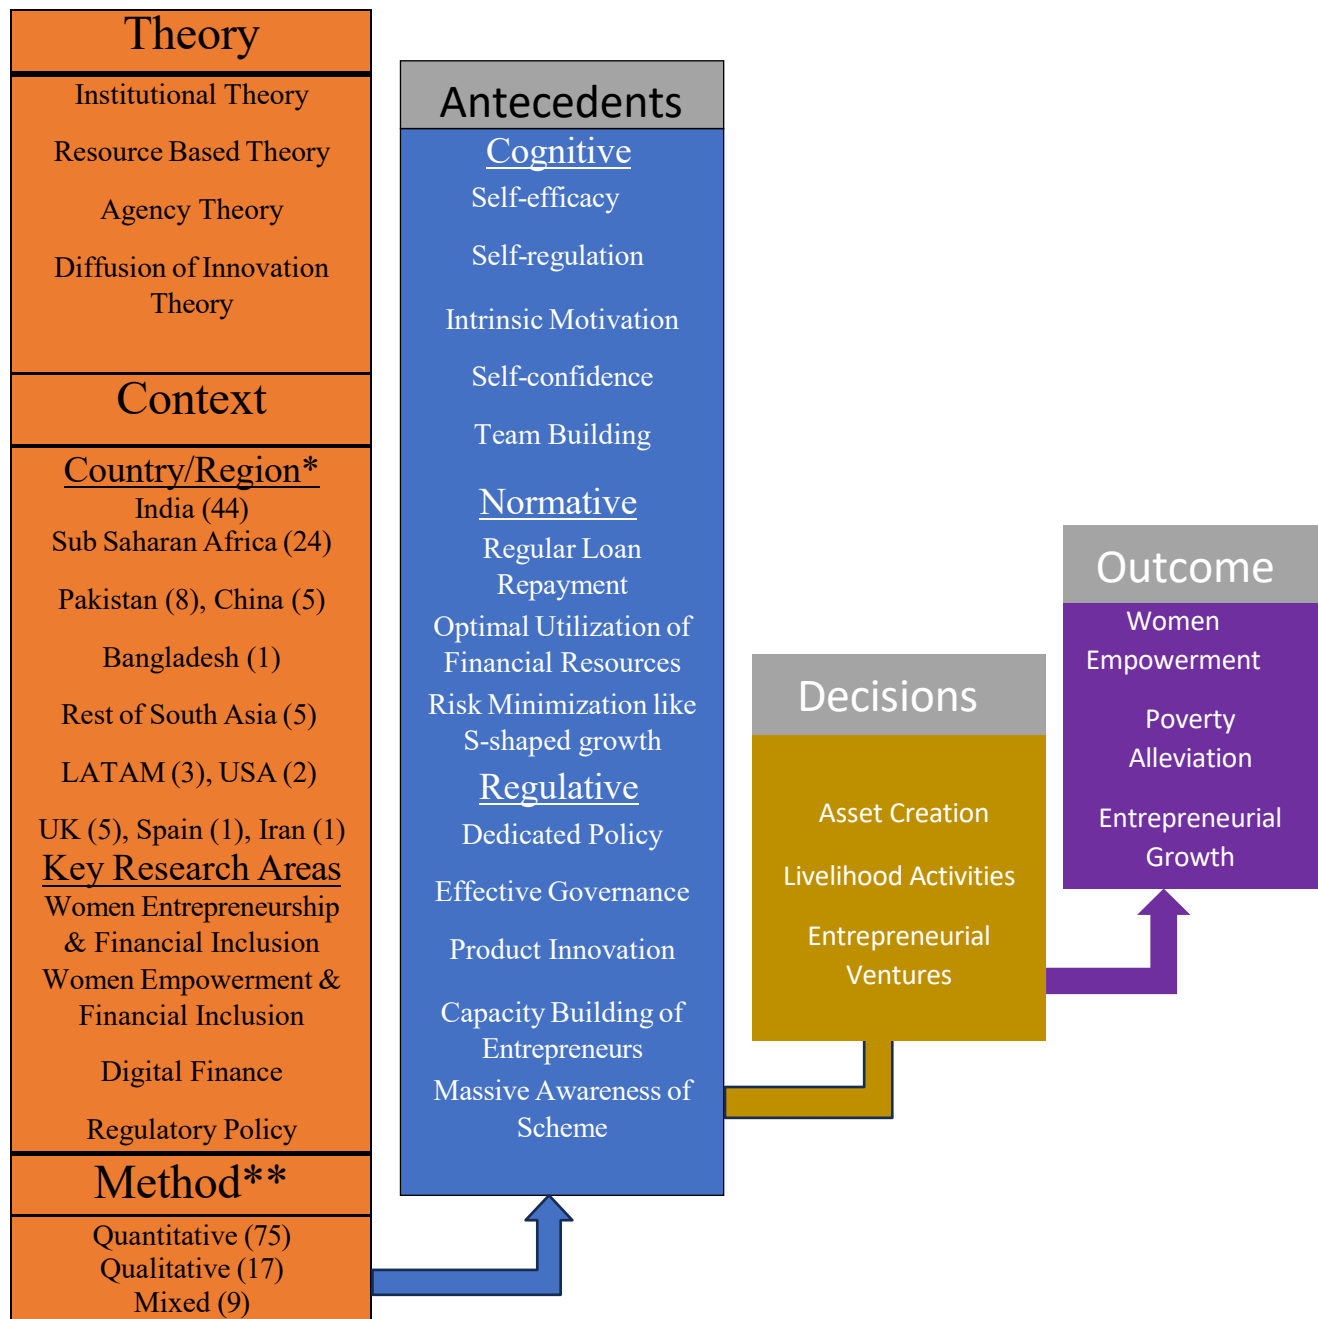 Theory
Institutional Theory
Resource Based Theory
Agency Theory
Diffusion of Innovation
Theory
Context
Country/Region*
India (44)
Sub Saharan Africa (24)
Pakistan (8), China (5)
Bangladesh (1)
Rest of South Asia (5)
LATAM (3), USA (2)
UK (5), Spain (1), Iran (1)
Key Research Areas
Women Entrepreneurship
& Financial Inclusion
Women Empowerment &
Financial Inclusion
Digital Finance
Regulatory Policy
Method**
Quantitative (75)
Qualitative (17)
Mixed (9)
Antecedents
Cognitive
Self-efficacy
Self-regulation
Intrinsic Motivation
Self-confidence
Team Building
Normative
Regular Loan
Repayment
Optimal Utilization of
Financial Resources
Risk Minimization like
S-shaped growth
Regulative
Dedicated Policy
Effective Governance
Product Innovation
Capacity Building of
Entrepreneurs
Massive Awareness of
Scheme
Decisions
Asset Creation
Livelihood Activities
Entrepreneurial
Ventures
Outcome
Women
Empowerment
Poverty
Alleviation
Entrepreneurial
Growth